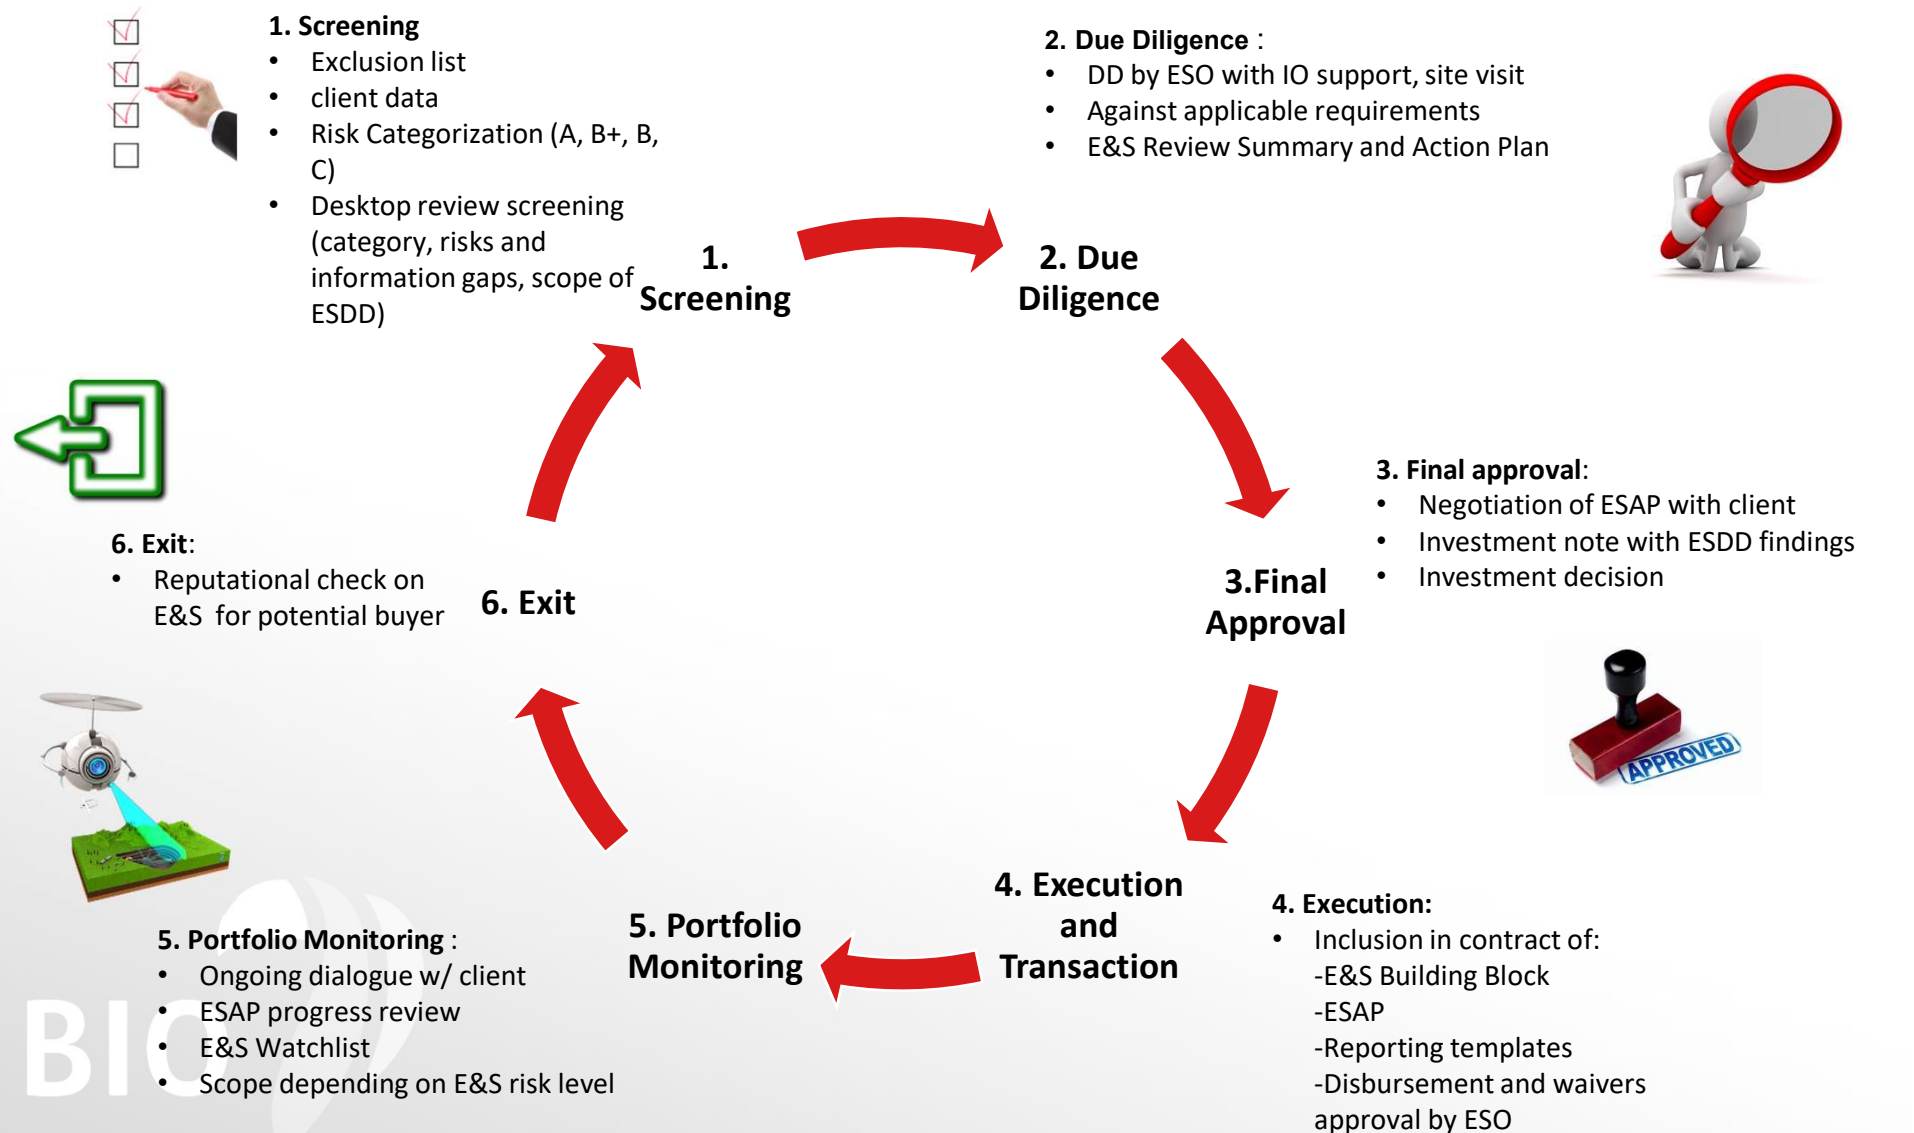 1. Screening
• Exclusion list
• client data
• Risk Categorization (A, B+, B,
C)
• Desktop review screening
(category, risks and
information gaps, scope of
ESDD)
2. Due Diligence :
• DD by ESO with IO support, site visit
• Against applicable requirements
• E&S Review Summary and Action Plan
1.
Screening
2. Due
Diligence
3. Final approval:
• Negotiation of ESAP with client
• Investment note with ESDD findings
• Investment decision
3.Final
Approval
APPROVED
4. Execution
and
Transaction
4. Execution:
• Inclusion in contract of:
-E&S Building Block
-ESAP
-Reporting templates
-Disbursement and waivers
approval by ESO
5. Portfolio
Monitoring
5. Portfolio Monitoring :
• Ongoing dialogue w/ client
• ESAP progress review
• E&S Watchlist
• Scope depending on E&S risk level
6. Exit
6. Exit:
• Reputational check on
E&S  for potential buyer
BIO